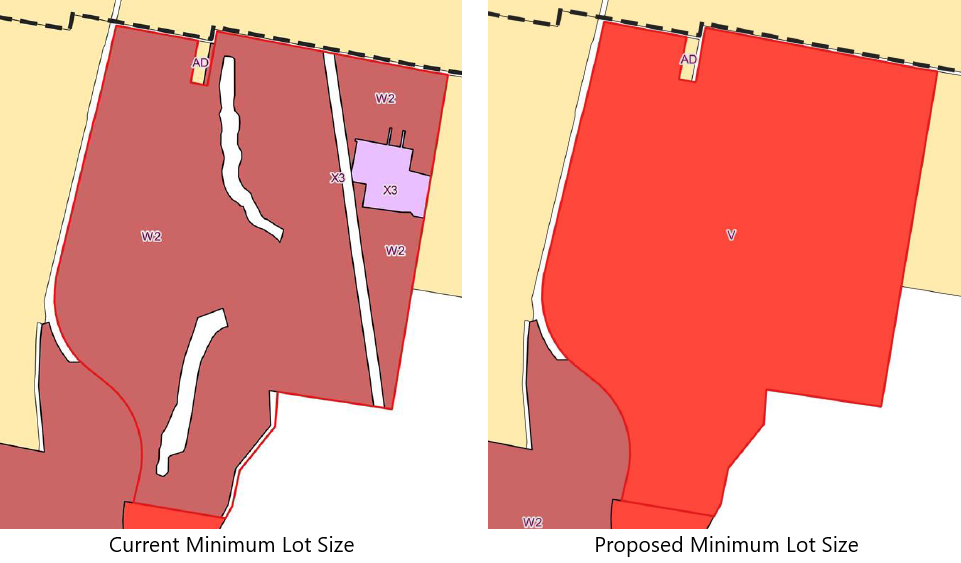 AD
W2
X3
X3
W2
W2
Current Minimum Lot Size
AD
V
W2
Proposed Minimum Lot Size